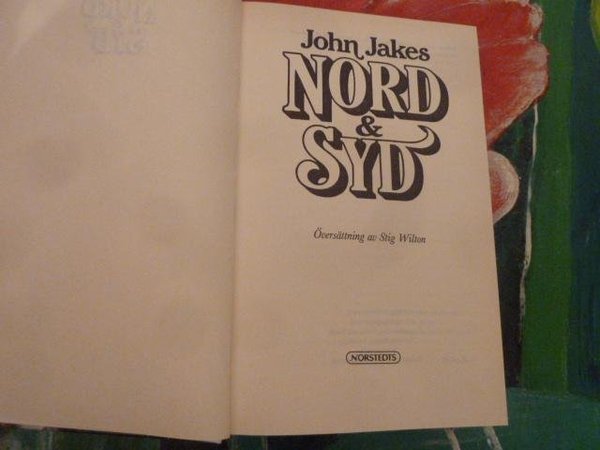 John Jakes
NORD
&
SYD
Översättning av Stig Wilton
NORSTEDTS